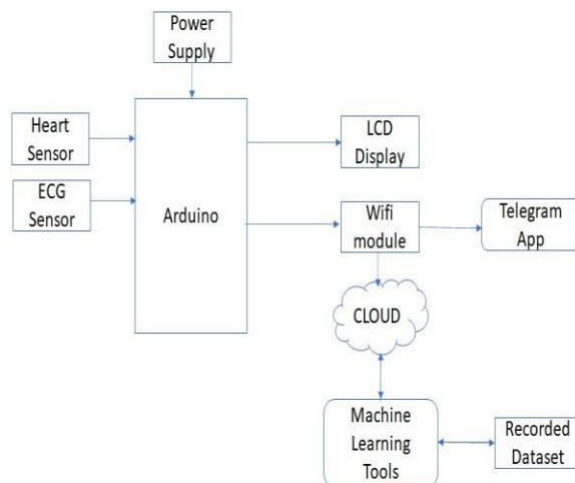 Power
Supply
Heart
Sensor
ECG
Sensor
Arduino
LCD
Display
Wifi
module
Telegram
App
CLOUD
Machine
Learning
Tools
Recorded
Dataset